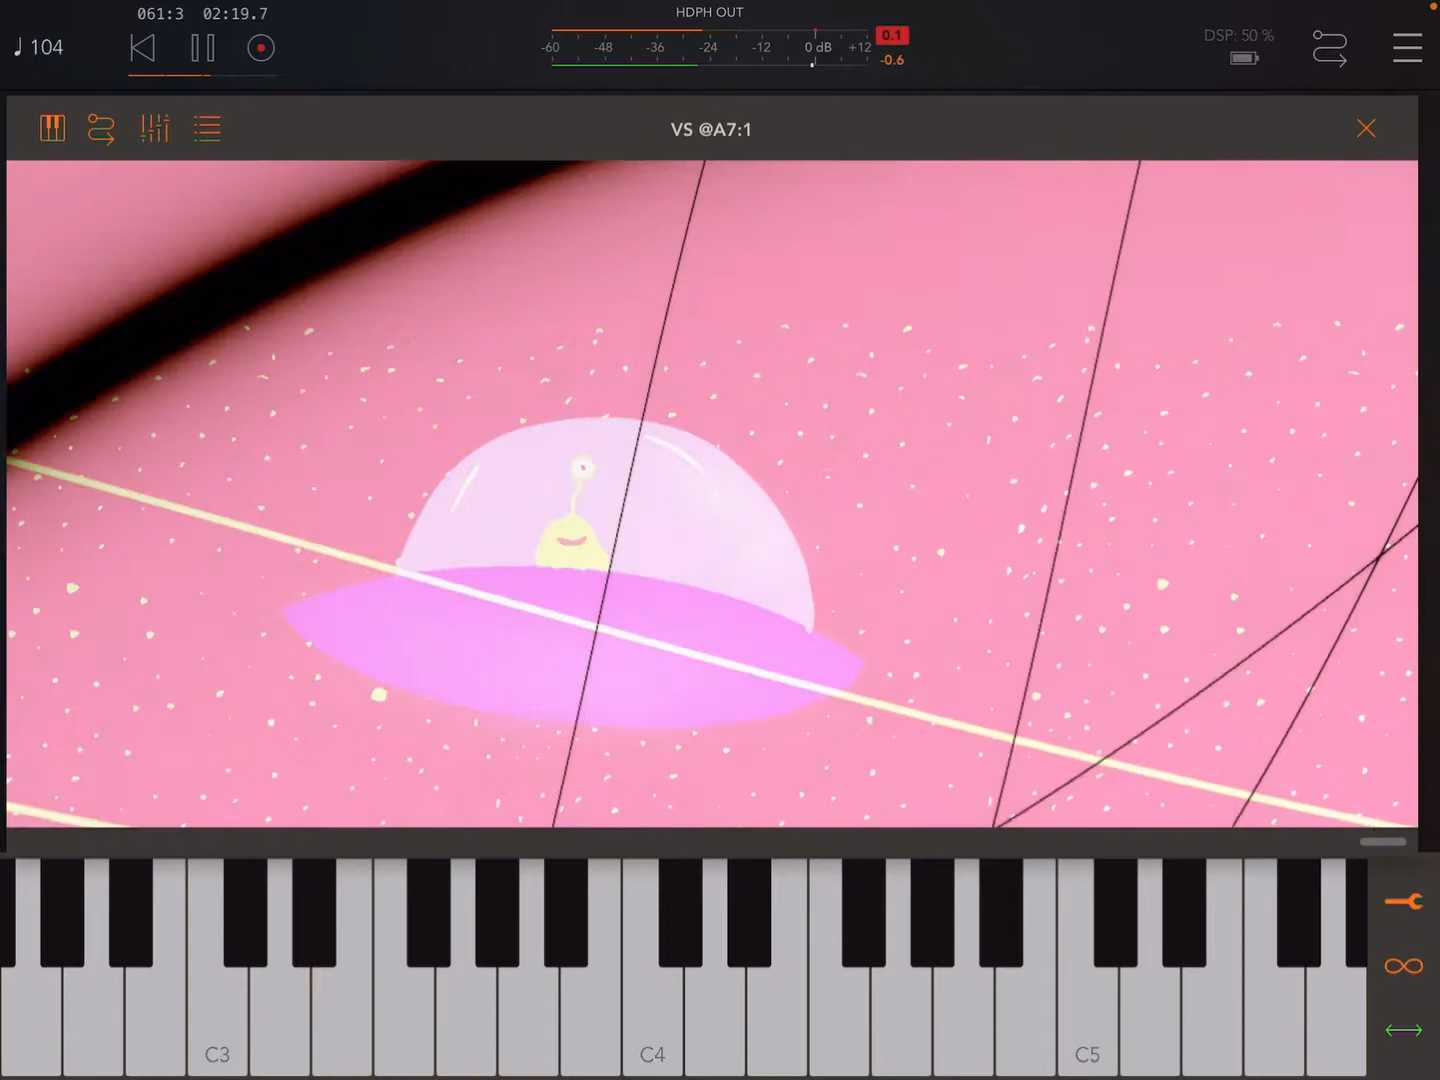 061:3 02:19.7
HDPH OUT
♩ 104
-60 -48 -36 -24 -12 0 dB +12
0.1
-0.6
DSP: 50 %
VS @A7:1
C3 C4 C5